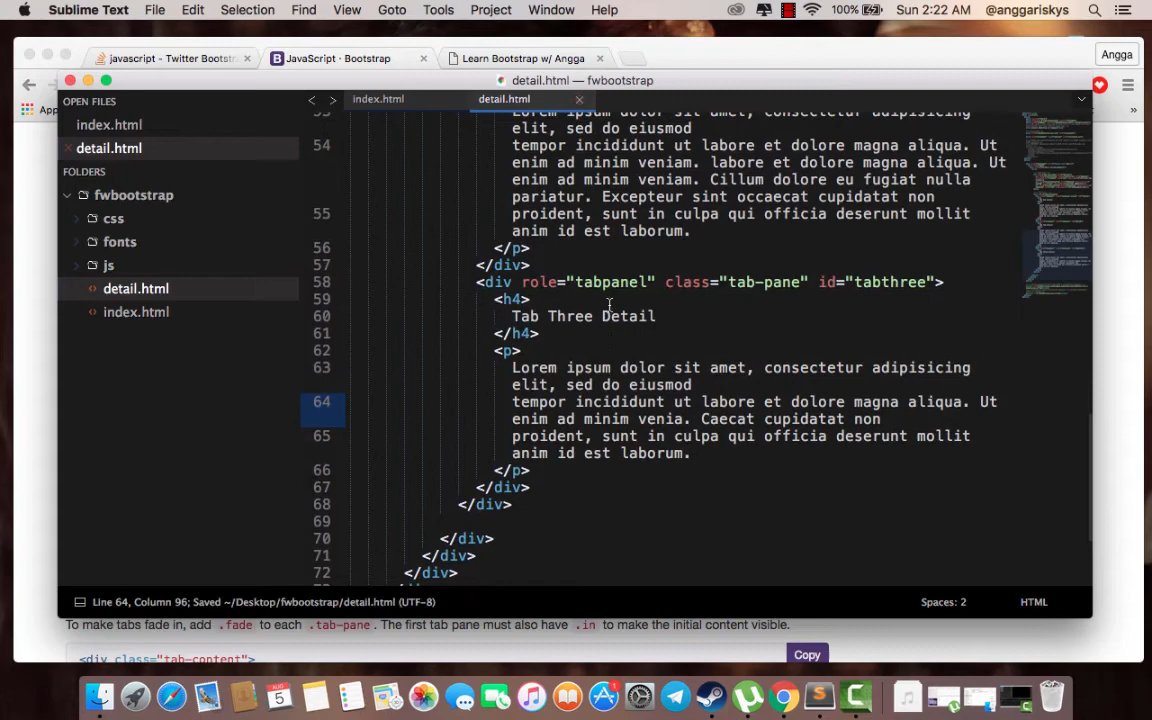 Sublime Text File Edit Selection Find View Goto Tools Project Window Help 100% Sun 2:22 AM @anggariskys
javascript - Twitter Bootstr JavaScript · Bootstrap Learn Bootstrap w/ Angga Angga
detail.html — fwbootstrap
App »
OPEN FILES index.html detail.html
index.html
detail.html
FOLDERS
fwbootstrap
css
fonts
js
detail.html
index.html
53 Lorem ipsum dolor sit amet, consectetur adipisicing
elit, sed do eiusmod
54 tempor incididunt ut labore et dolore magna aliqua. Ut
enim ad minim veniam. labore et dolore magna aliqua. Ut
enim ad minim veniam. Cillum dolore eu fugiat nulla
pariatur. Excepteur sint occaecat cupidatat non
55 proident, sunt in culpa qui officia deserunt mollit
anim id est laborum.
56 </p>
57 </div>
58 <div role="tabpanel" class="tab-pane" id="tabthree">
59 <h4>
60 Tab Three Detail
61 </h4>
62 <p>
63 Lorem ipsum dolor sit amet, consectetur adipisicing
elit, sed do eiusmod
64 tempor incididunt ut labore et dolore magna aliqua. Ut
enim ad minim venia. Caecat cupidatat non
65 proident, sunt in culpa qui officia deserunt mollit
anim id est laborum.
66 </p>
67 </div>
68 </div>
69
70 </div>
71 </div>
72 </div>
Line 64, Column 96; Saved ~/Desktop/fwbootstrap/detail.html (UTF-8) Spaces: 2 HTML
To make tabs fade in, add .fade to each .tab-pane. The first tab pane must also have .in to make the initial content visible.
<div class="tab-content"> Copy